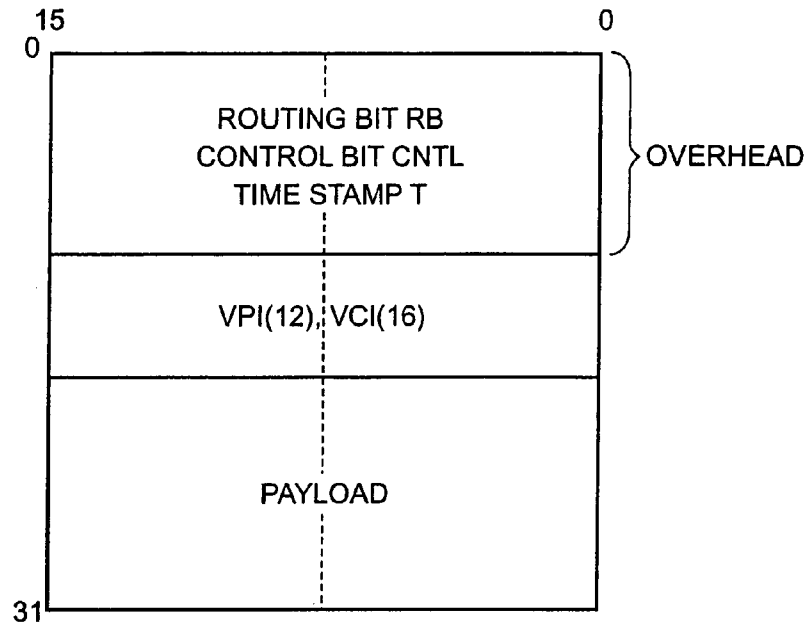 15 0
0
ROUTING BIT RB
CONTROL BIT CNTL
TIME STAMP T
OVERHEAD
VPI(12), VCI(16)
PAYLOAD
31